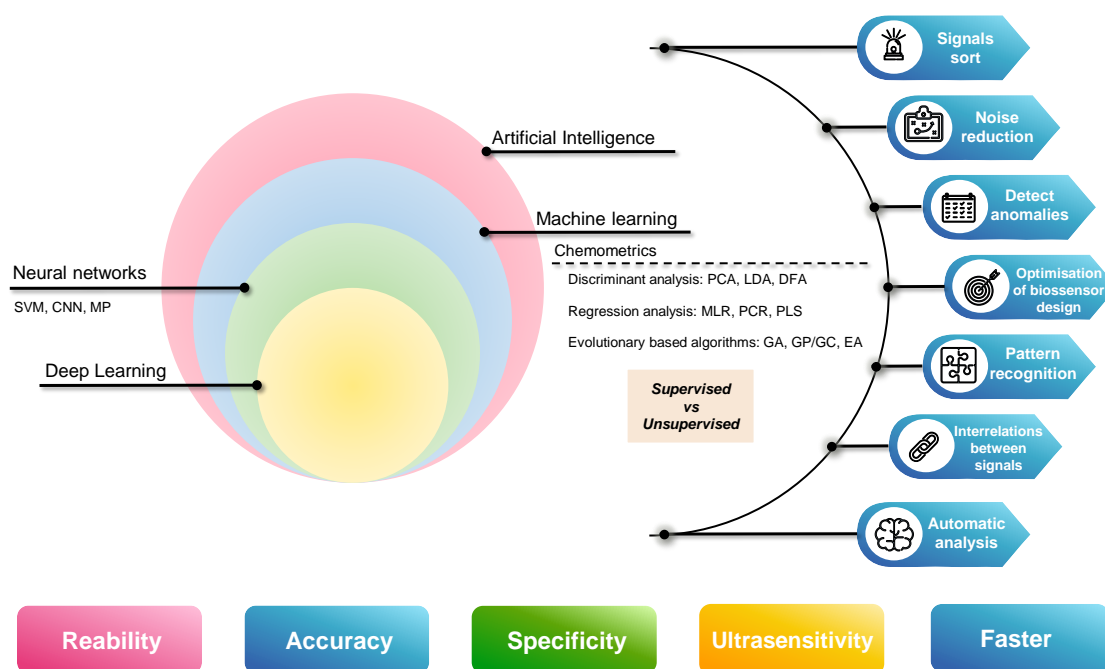 Artificial Intelligence
Machine learning
Chemometrics
Discriminant analysis: PCA, LDA, DFA
Regression analysis: MLR, PCR, PLS
Evolutionary based algorithms: GA, GP/GC, EA
Supervised
vs
Unsupervised
Neural networks
SVM, CNN, MP
Deep Learning
Signals
sort
Noise
reduction
Detect
anomalies
Optimisation
of biossensor
design
Pattern
recognition
Interrelations
between
signals
Automatic
analysis
Reability
Accuracy
Specificity
Ultrasensitivity
Faster